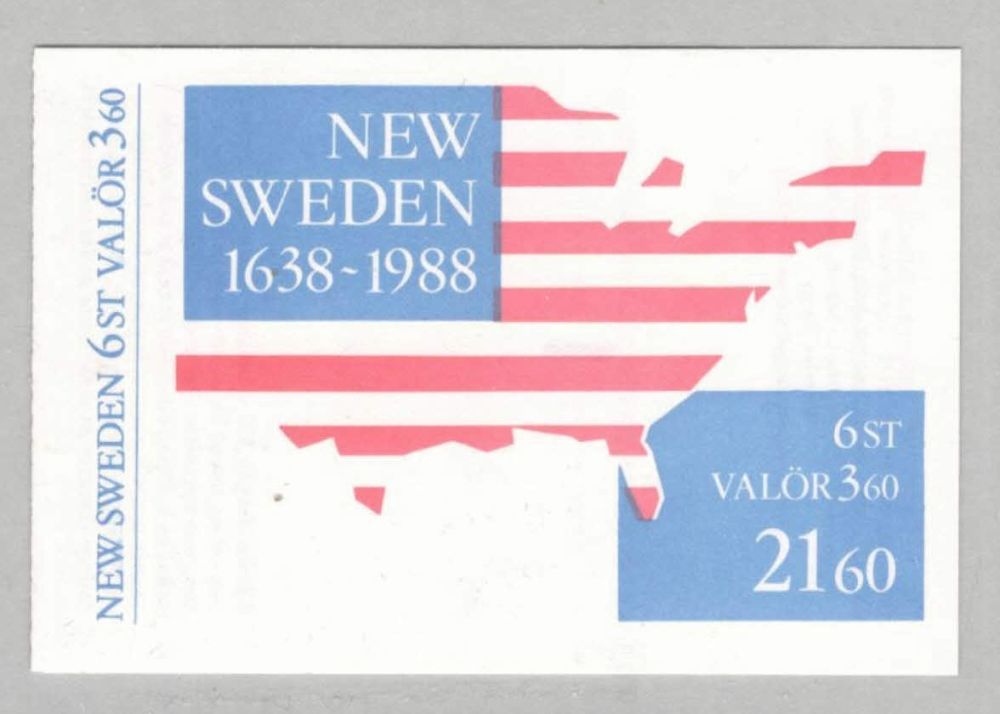 NEW SWEDEN 6ST VALÖR 360
NEW
SWEDEN
1638-1988
6ST
VALÖR 360
2160